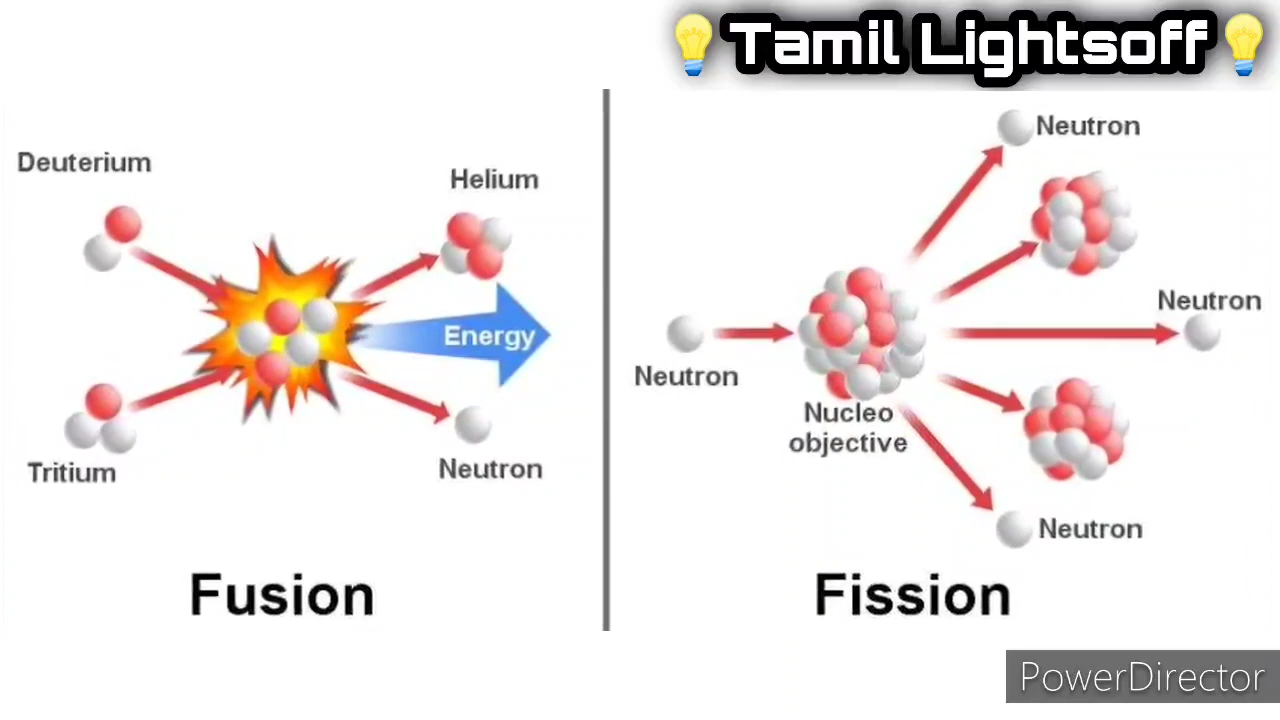 Tamil Lightsoff
Deuterium
Helium
Energy
Tritium
Neutron
Fusion
Neutron
Neutron
Neutron
Nucleo
objective
Neutron
Fission
PowerDirector